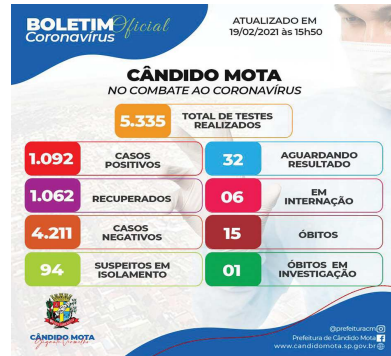 BOLETIM Oficial
Coronavírus
ATUALIZADO EM
19/02/2021 às 15h50
CÂNDIDO MOTA
NO COMBATE AO CORONAVÍRUS
5.335 TOTAL DE TESTES
REALIZADOS
1.092 CASOS
POSITIVOS
32 AGUARDANDO
RESULTADO
1.062 RECUPERADOS
06 EM
INTERNAÇÃO
4.211 CASOS
NEGATIVOS
15 ÓBITOS
94 SUSPEITOS EM
ISOLAMENTO
01 ÓBITOS EM
INVESTIGAÇÃO
CÂNDIDO MOTA
@prefeituracm
Prefeitura de Cândido Mota
www.candidomota.sp.gov.br